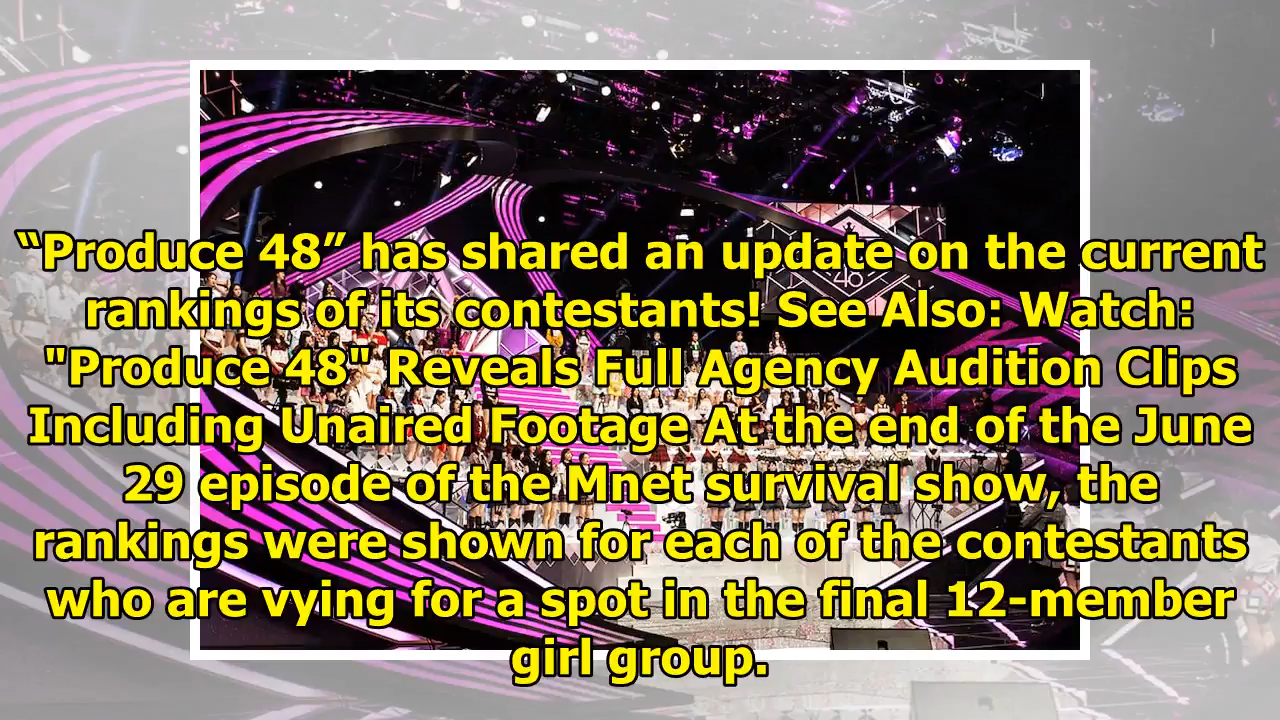 “Produce 48” has shared an update on the current
rankings of its contestants! See Also: Watch:
"Produce 48" Reveals Full Agency Audition Clips
Including Unaired Footage At the end of the June
29 episode of the Mnet survival show, the
rankings were shown for each of the contestants
who are vying for a spot in the final 12-member
girl group.
48